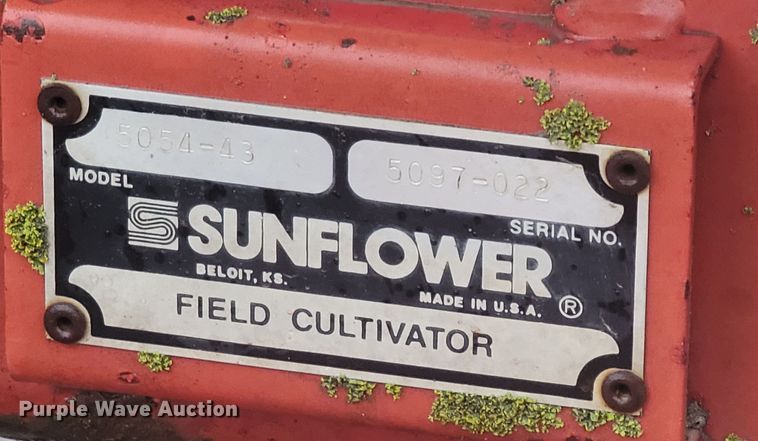 5054-43
5097-022
MODEL
SERIAL NO.
SUNFLOWER
BELOIT, KS.
MADE IN U.S.A. ®
FIELD CULTIVATOR
Purple Wave Auction